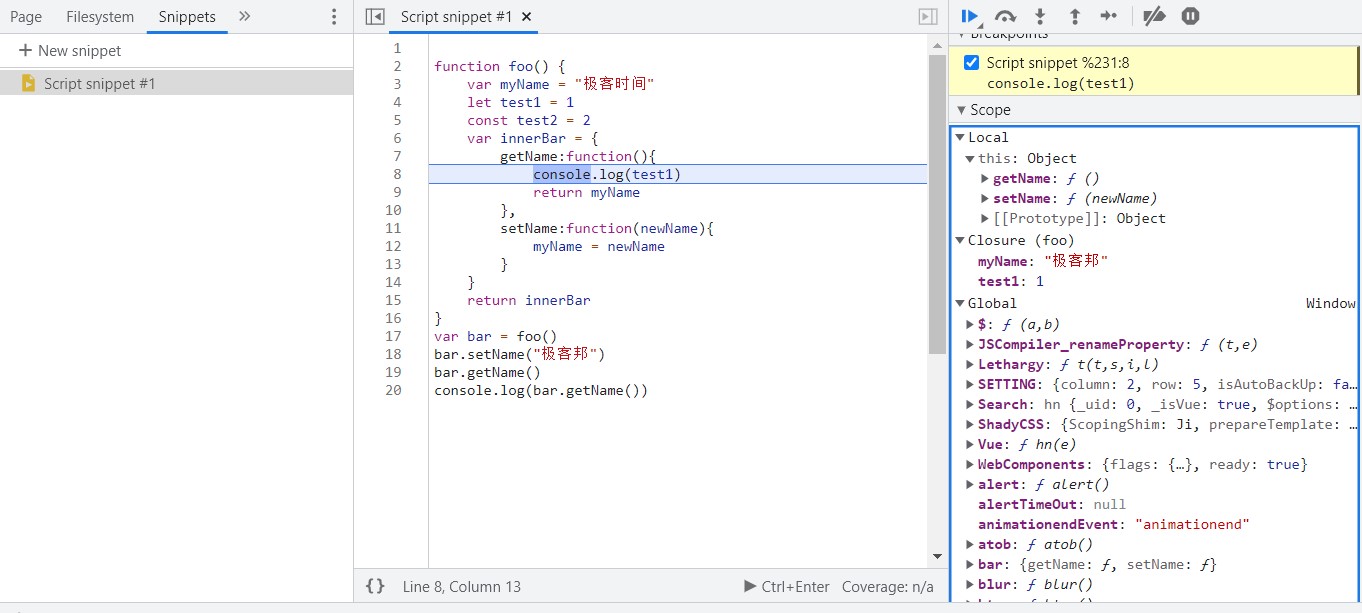 Page Filesystem Snippets
New snippet
Script snippet #1
Script snippet #1
1
2 function foo() {
3 var myName = "极客时间"
4 let test1 = 1
5 const test2 = 2
6 var innerBar = {
7 getName:function(){
8 console.log(test1)
9 return myName
10 },
11 setName:function(newName){
12 myName = newName
13 }
14 }
15 return innerBar
16 }
17 var bar = foo()
18 bar.setName("极客邦")
19 bar.getName()
20 console.log(bar.getName())
{} Line 8, Column 13 Ctrl+Enter Coverage: n/a
Breakpoints
Script snippet %231:8
console.log(test1)
Scope
Local
this: Object
getName: ƒ ()
setName: ƒ (newName)
[[Prototype]]: Object
Closure (foo)
myName: "极客邦"
test1: 1
Global Window
$: ƒ (a,b)
JSCompiler_renameProperty: ƒ (t,e)
Lethargy: ƒ t(t,s,i,l)
SETTING: {column: 2, row: 5, isAutoBackUp: fa…
Search: hn {_uid: 0, _isVue: true, $options: …
ShadyCSS: {ScopingShim: Ji, prepareTemplate: …
Vue: ƒ hn(e)
WebComponents: {flags: {…}, ready: true}
alert: ƒ alert()
alertTimeOut: null
animationendEvent: "animationend"
atob: ƒ atob()
bar: {getName: ƒ, setName: ƒ}
blur: ƒ blur()